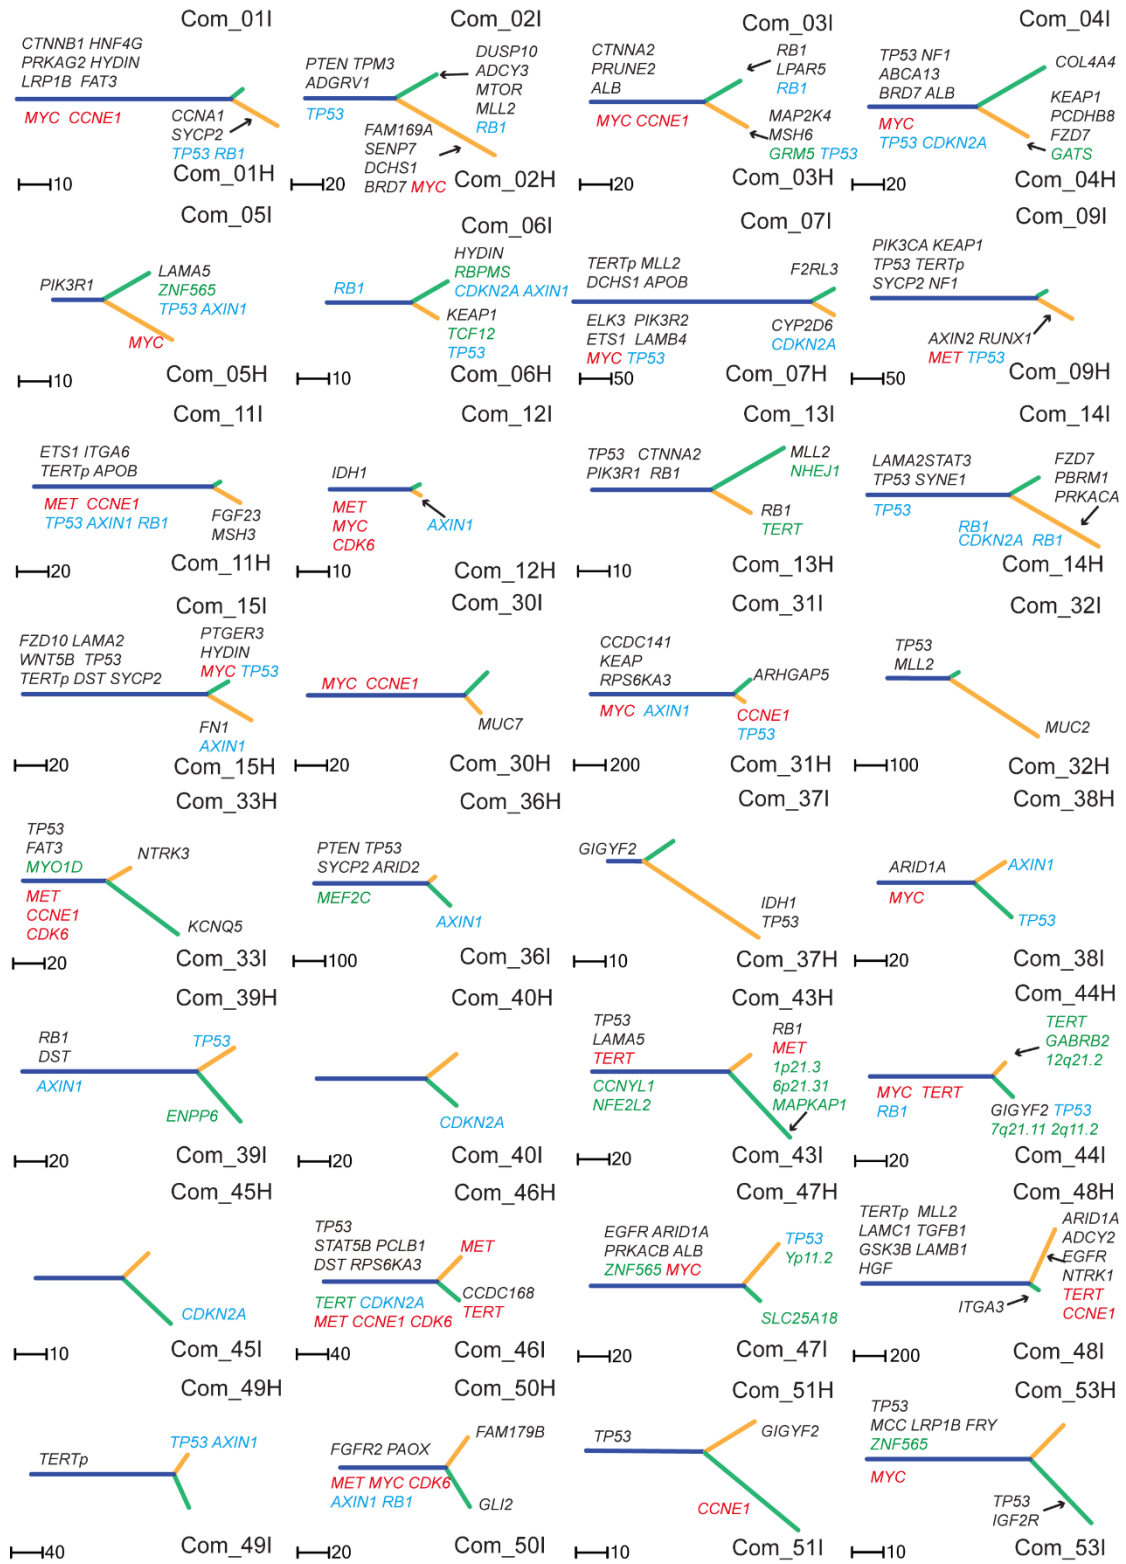 Com_01I
CTNNB1 HNF4G
PRKAG2 HYDIN
LRP1B FAT3
MYC CCNE1
CCNA1
SYCP2
TP53 RB1
Com_01H
10
Com_02I
PTEN TPM3
ADGRV1
TP53
DUSP10
ADCY3
MTOR
MLL2
RB1
FAM169A
SENP7
DCHS1
BRD7 MYC
Com_02H
20
Com_03I
CTNNA2
PRUNE2
ALB
MYC CCNE1
RB1
LPAR5
RB1
MAP2K4
MSH6
GRM5 TP53
Com_03H
20
Com_04I
TP53 NF1
ABCA13
BRD7 ALB
MYC
TP53 CDKN2A
COL4A4
KEAP1
PCDHB8
FZD7
GATS
Com_04H
20
Com_05I
PIK3R1
LAMA5
ZNF565
TP53 AXIN1
MYC
Com_05H
10
Com_06I
RB1
HYDIN
RBPMS
CDKN2A AXIN1
KEAP1
TCF12
TP53
Com_06H
10
Com_07I
TERTp MLL2
DCHS1 APOB
ELK3 PIK3R2
ETS1 LAMB4
MYC TP53
F2RL3
CYP2D6
CDKN2A
Com_07H
50
Com_09I
PIK3CA KEAP1
TP53 TERTp
SYCP2 NF1
AXIN2 RUNX1
MET TP53
Com_09H
50
Com_11I
ETS1 ITGA6
TERTp APOB
MET CCNE1
TP53 AXIN1 RB1
FGF23
MSH3
Com_11H
20
Com_12I
IDH1
MET
MYC
CDK6
AXIN1
Com_12H
10
Com_13I
TP53 CTNNA2
PIK3R1 RB1
MLL2
NHEJ1
RB1
TERT
Com_13H
10
Com_14I
LAMA2STAT3
TP53 SYNE1
TP53
FZD7
PBRM1
PRKACA
RB1
CDKN2A RB1
Com_14H
20
Com_15I
FZD10 LAMA2
WNT5B TP53
TERTp DST SYCP2
PTGER3
HYDIN
MYC TP53
FN1
AXIN1
Com_15H
20
Com_30I
MYC CCNE1
MUC7
Com_30H
20
Com_31I
CCDC141
KEAP
RPS6KA3
MYC AXIN1
ARHGAP5
CCNE1
TP53
Com_31H
200
Com_32I
TP53
MLL2
MUC2
Com_32H
100
Com_33H
TP53
FAT3
MYO1D
MET
CCNE1
CDK6
NTRK3
KCNQ5
Com_33I
20
Com_36H
PTEN TP53
SYCP2 ARID2
MEF2C
AXIN1
Com_36I
100
Com_37I
GIGYF2
IDH1
TP53
Com_37H
10
Com_38H
ARID1A
MYC
AXIN1
TP53
Com_38I
20
Com_39H
RB1
DST
AXIN1
TP53
ENPP6
Com_39I
20
Com_40H
CDKN2A
Com_40I
20
Com_43H
TP53
LAMA5
TERT
CCNYL1
NFE2L2
RB1
MET
1p21.3
6p21.31
MAPKAP1
Com_43I
20
Com_44H
MYC TERT
RB1
TERT
GABRB2
12q21.2
GIGYF2 TP53
7q21.11 2q11.2
Com_44I
20
Com_45H
CDKN2A
Com_45I
10
Com_46H
TP53
STAT5B PCLB1
DST RPS6KA3
TERT CDKN2A
MET CCNE1 CDK6
MET
CCDC168
TERT
Com_46I
40
Com_47H
EGFR ARID1A
PRKACB ALB
ZNF565 MYC
TP53
Yp11.2
SLC25A18
Com_47I
20
Com_48H
TERTp MLL2
LAMC1 TGFB1
GSK3B LAMB1
HGF
ARID1A
ADCY2
EGFR
NTRK1
TERT
CCNE1
ITGA3
Com_48I
200
Com_49H
TERTp
TP53 AXIN1
Com_49I
40
Com_50H
FGFR2 PAOX
MET MYC CDK6
AXIN1 RB1
FAM179B
GLI2
Com_50I
20
Com_51H
TP53
GIGYF2
CCNE1
Com_51I
10
Com_53H
TP53
MCC LRP1B FRY
ZNF565
MYC
TP53
IGF2R
Com_53I
10